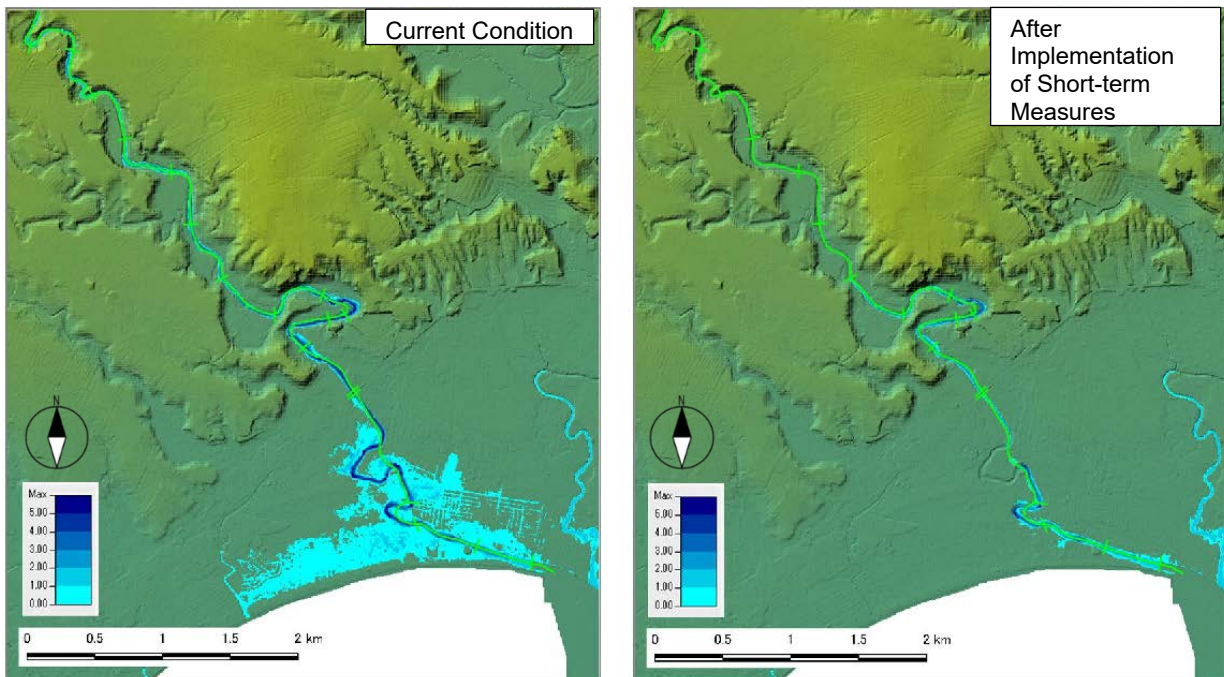 Current Condition
N
Max
5.00
4.00
3.00
2.00
1.00
0.00
0 0.5 1 1.5 2 km
After
Implementation
of Short-term
Measures
N
Max
5.00
4.00
3.00
2.00
1.00
0.00
0 0.5 1 1.5 2 km